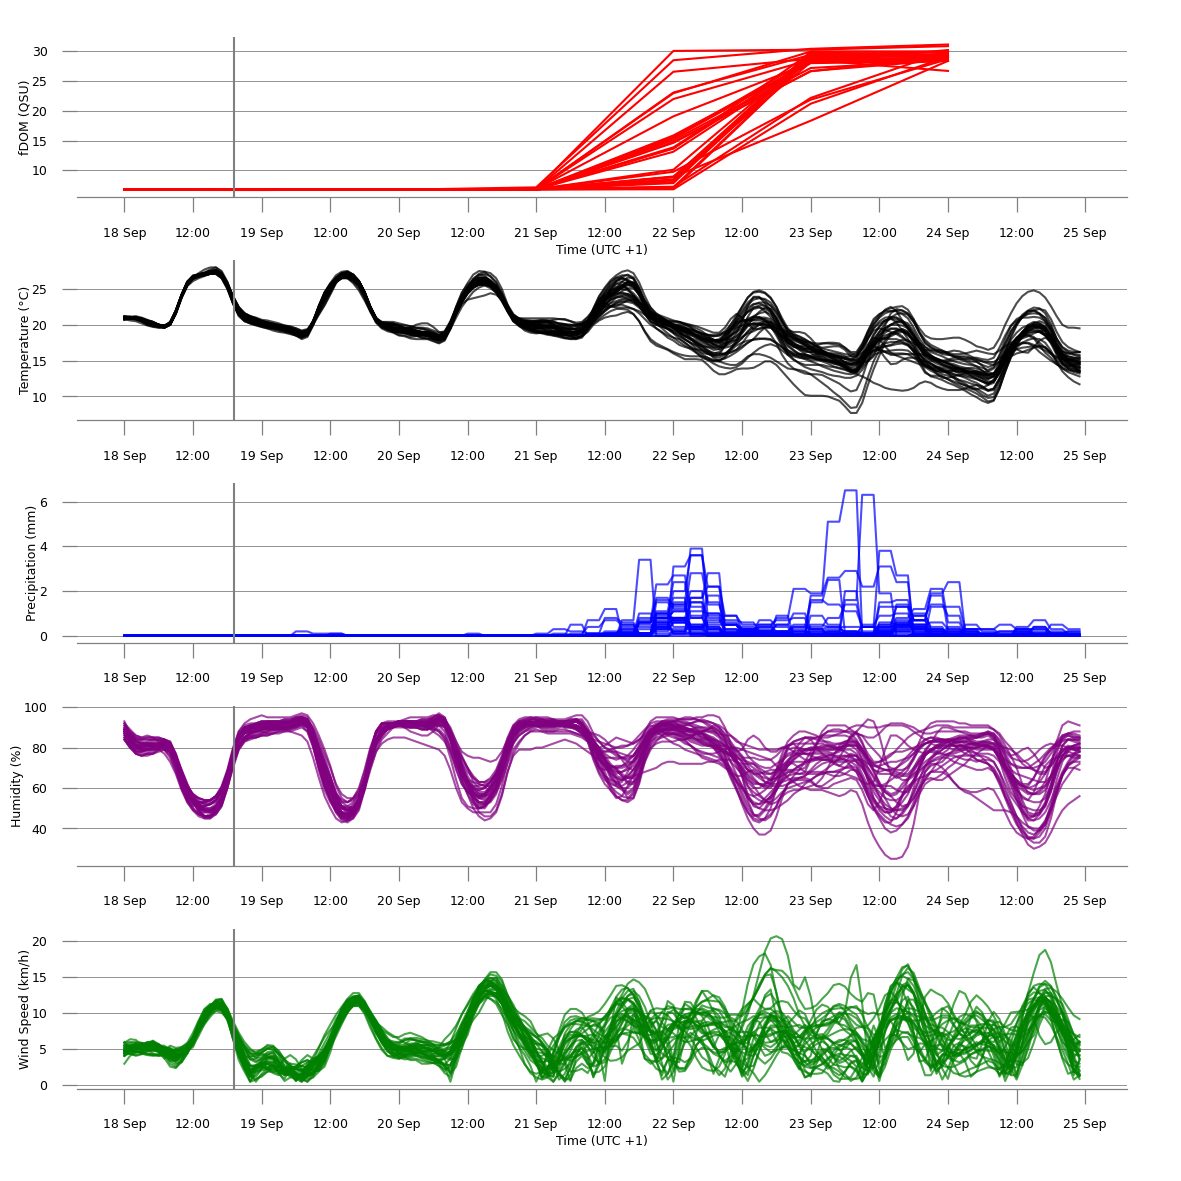 30
25
20
15
10
fDOM (QSU)
18 Sep 12:00 19 Sep 12:00 20 Sep 12:00 21 Sep 12:00 22 Sep 12:00 23 Sep 12:00 24 Sep 12:00 25 Sep
Time (UTC +1)
25
20
15
10
Temperature (°C)
18 Sep 12:00 19 Sep 12:00 20 Sep 12:00 21 Sep 12:00 22 Sep 12:00 23 Sep 12:00 24 Sep 12:00 25 Sep
6
4
2
0
Precipitation (mm)
18 Sep 12:00 19 Sep 12:00 20 Sep 12:00 21 Sep 12:00 22 Sep 12:00 23 Sep 12:00 24 Sep 12:00 25 Sep
100
80
60
40
Humidity (%)
18 Sep 12:00 19 Sep 12:00 20 Sep 12:00 21 Sep 12:00 22 Sep 12:00 23 Sep 12:00 24 Sep 12:00 25 Sep
20
15
10
5
0
Wind Speed (km/h)
18 Sep 12:00 19 Sep 12:00 20 Sep 12:00 21 Sep 12:00 22 Sep 12:00 23 Sep 12:00 24 Sep 12:00 25 Sep
Time (UTC +1)